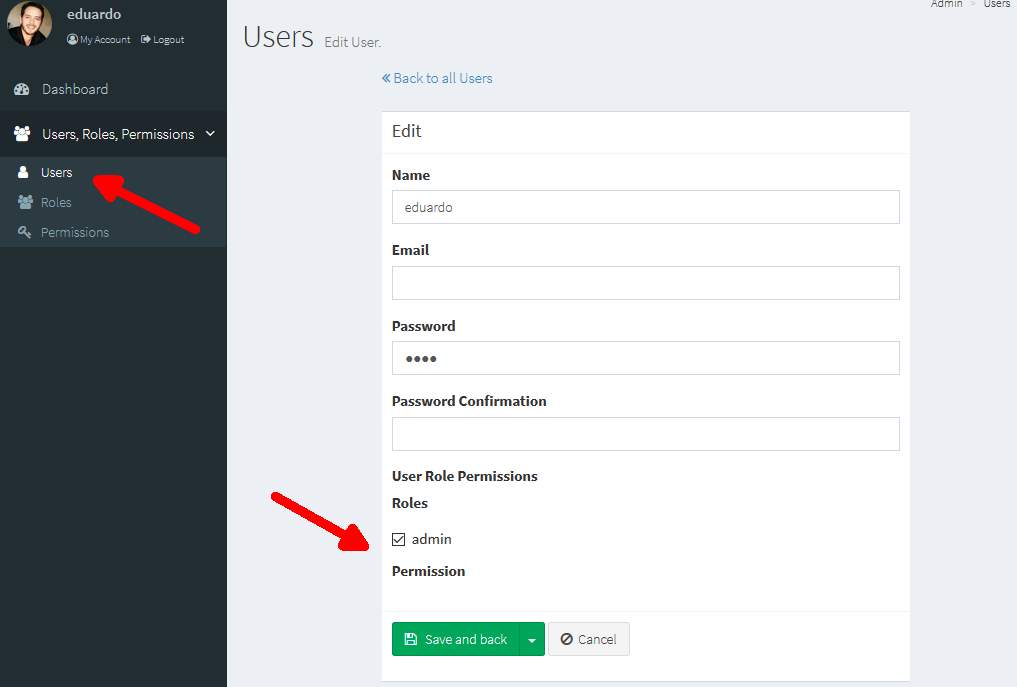 eduardo
My Account Logout
Dashboard
Users, Roles, Permissions
Users
Roles
Permissions
Admin > Users
Users Edit User.
Back to all Users
Edit
Name
eduardo
Email
Password
••••
Password Confirmation
User Role Permissions
Roles
admin
Permission
Save and back
Cancel